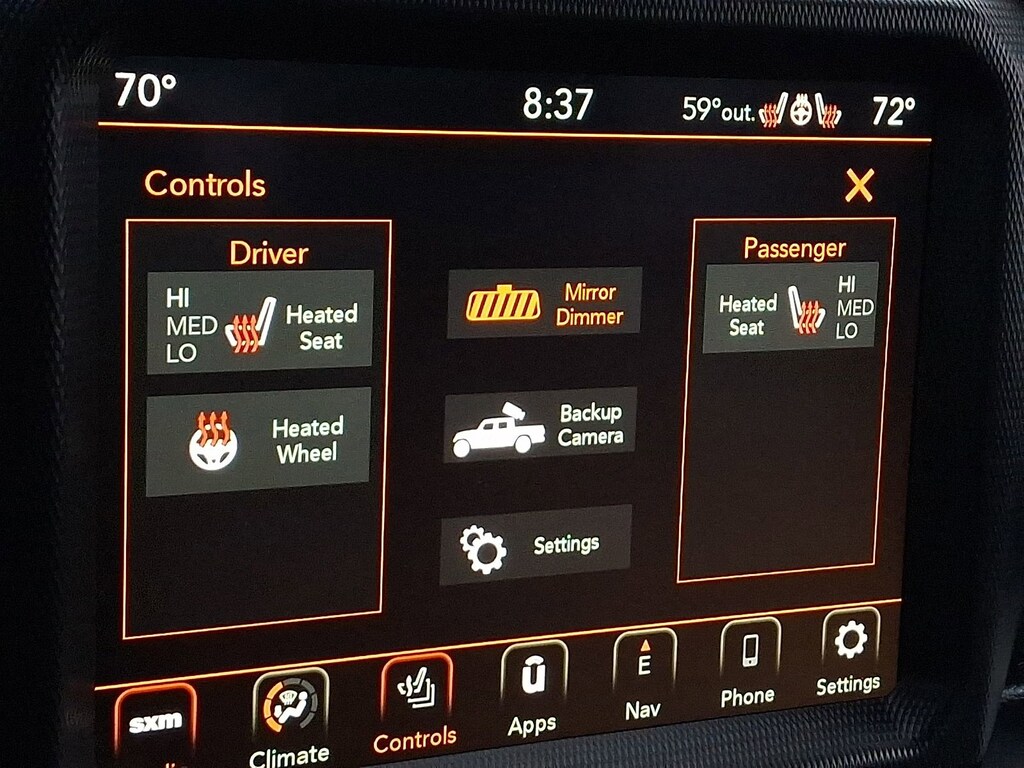 70°
8:37
59°out.
72°
Controls
X
Driver
HI
MED
LO
Heated
Seat
Heated
Wheel
Mirror
Dimmer
Backup
Camera
Settings
Passenger
Heated
Seat
HI
MED
LO
sxm
Climate
Controls
Apps
E
Nav
Phone
Settings